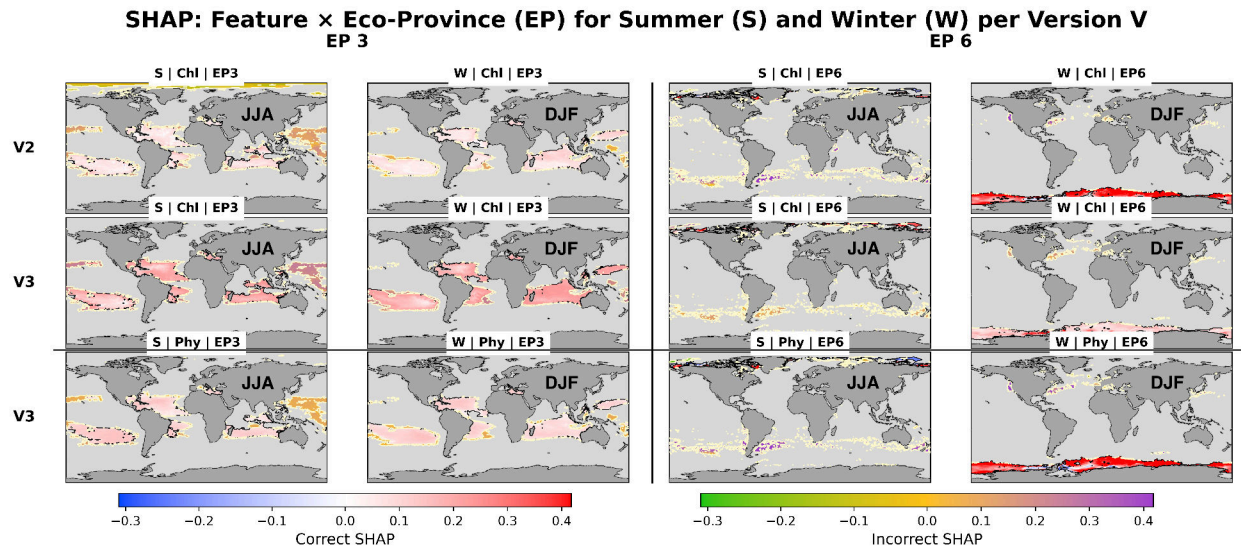 SHAP: Feature × Eco-Province (EP) for Summer (S) and Winter (W) per Version V
EP 3 EP 6
S | Chl | EP3 W | Chl | EP3 S | Chl | EP6 W | Chl | EP6
V2 JJA DJF JJA DJF
S | Chl | EP3 W | Chl | EP3 S | Chl | EP6 W | Chl | EP6
V3 JJA DJF JJA DJF
S | Phy | EP3 W | Phy | EP3 S | Phy | EP6 W | Phy | EP6
V3 JJA DJF JJA DJF
−0.3 −0.2 −0.1 0.0 0.1 0.2 0.3 0.4 −0.3 −0.2 −0.1 0.0 0.1 0.2 0.3 0.4
Correct SHAP Incorrect SHAP